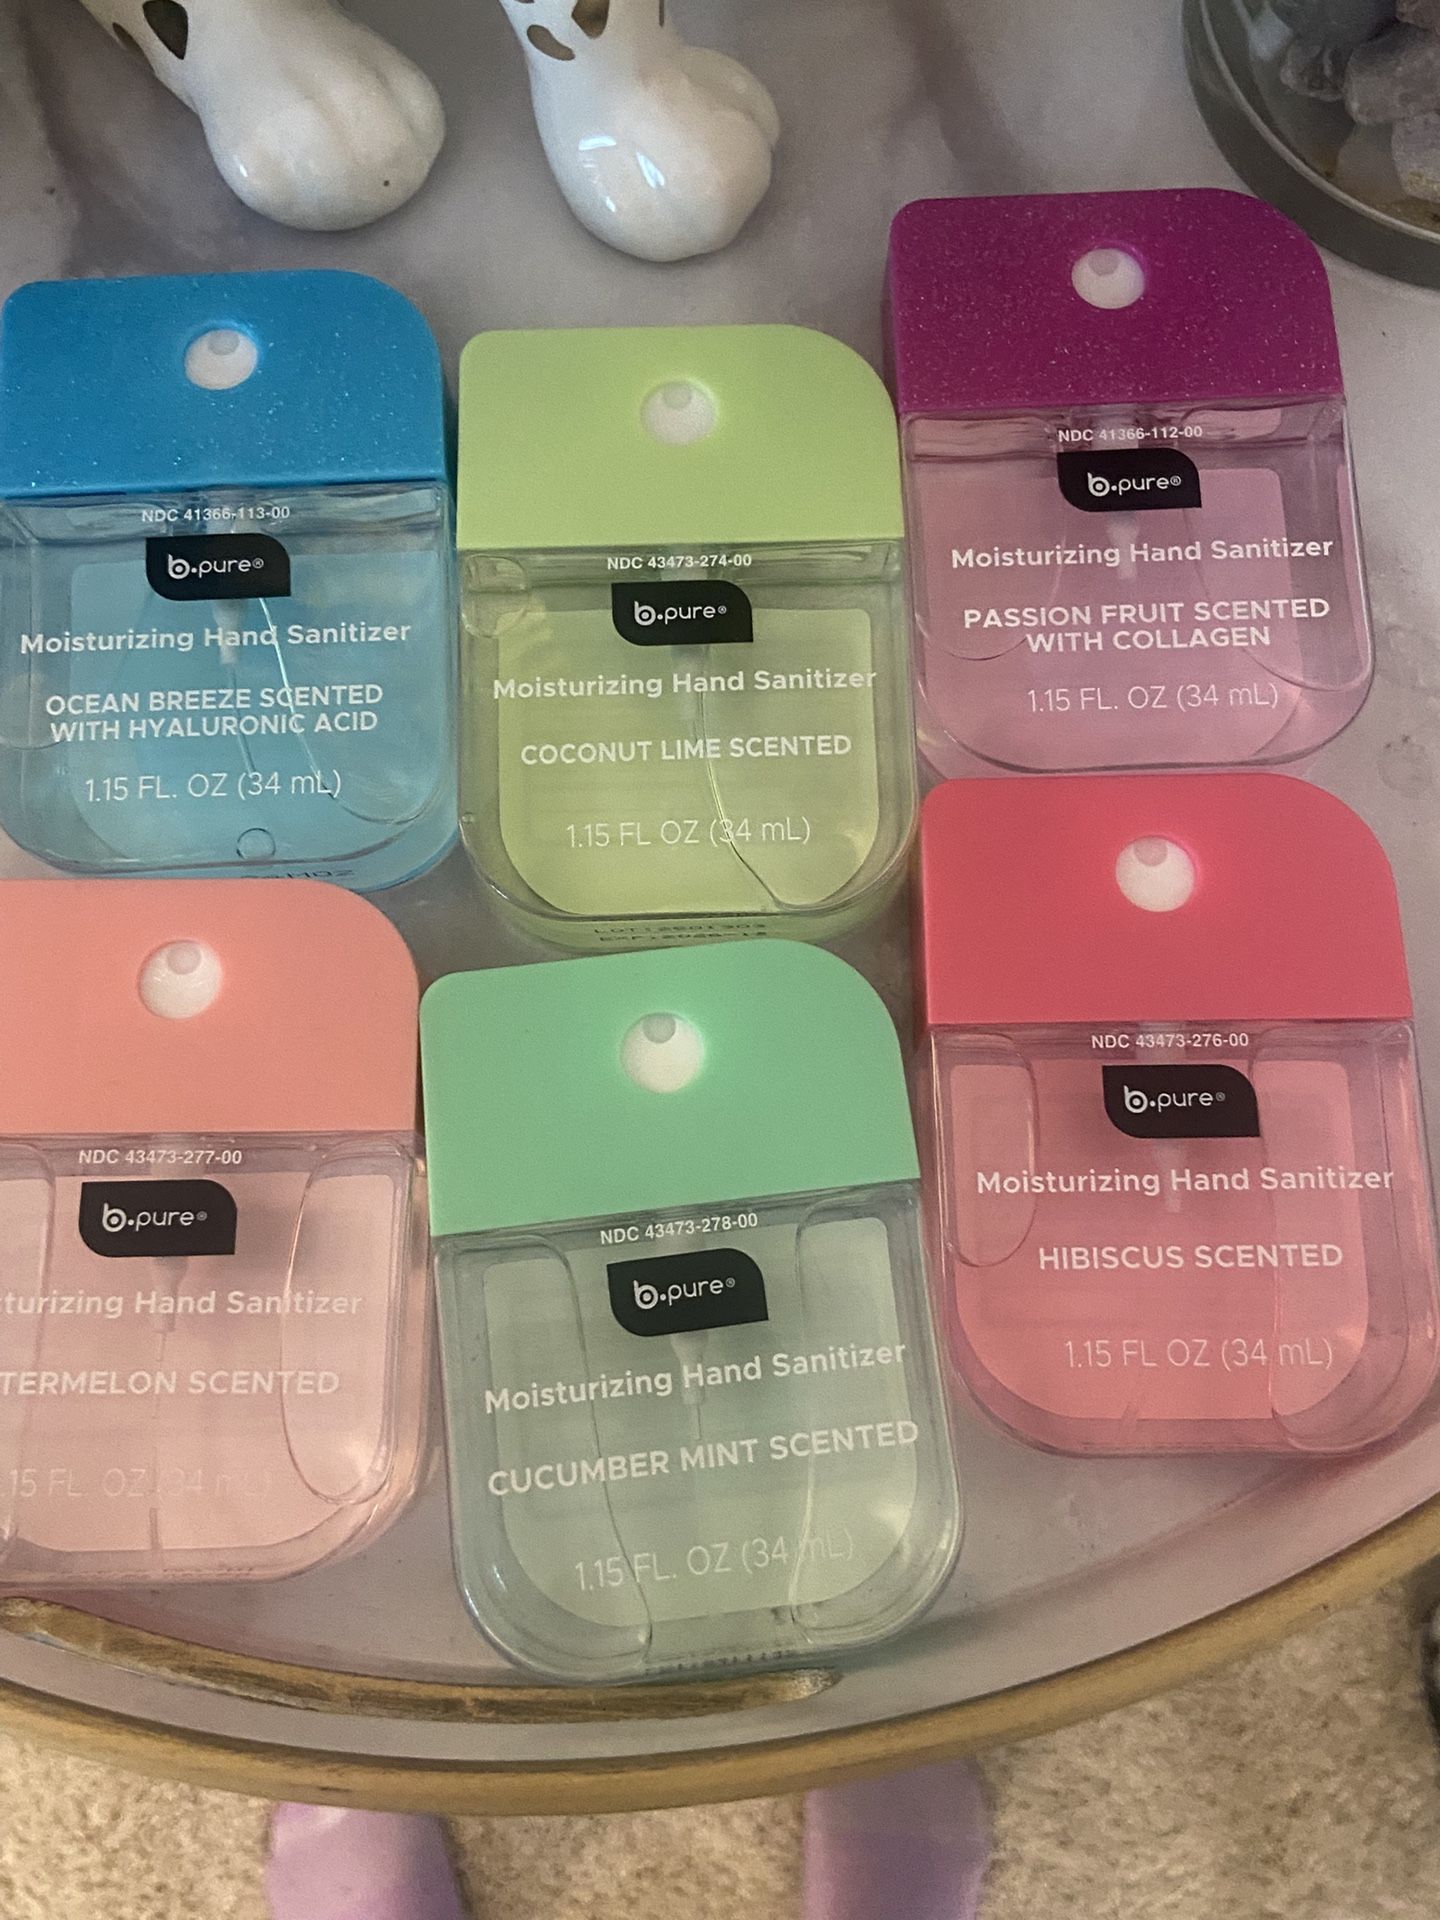 NDC 41366-113-00
b.pure®
Moisturizing Hand Sanitizer
OCEAN BREEZE SCENTED
WITH HYALURONIC ACID
1.15 FL. OZ (34 mL)
NDC 43473-274-00
b.pure®
Moisturizing Hand Sanitizer
COCONUT LIME SCENTED
1.15 FL OZ (34 mL)
NDC 41366-112-00
b.pure®
Moisturizing Hand Sanitizer
PASSION FRUIT SCENTED
WITH COLLAGEN
1.15 FL. OZ (34 mL)
NDC 43473-277-00
b.pure®
turizing Hand Sanitizer
TERMELON SCENTED
.15 FL. OZ (34 mL)
NDC 43473-278-00
b.pure®
Moisturizing Hand Sanitizer
CUCUMBER MINT SCENTED
1.15 FL. OZ (34 mL)
NDC 43473-276-00
b.pure®
Moisturizing Hand Sanitizer
HIBISCUS SCENTED
1.15 FL OZ (34 mL)